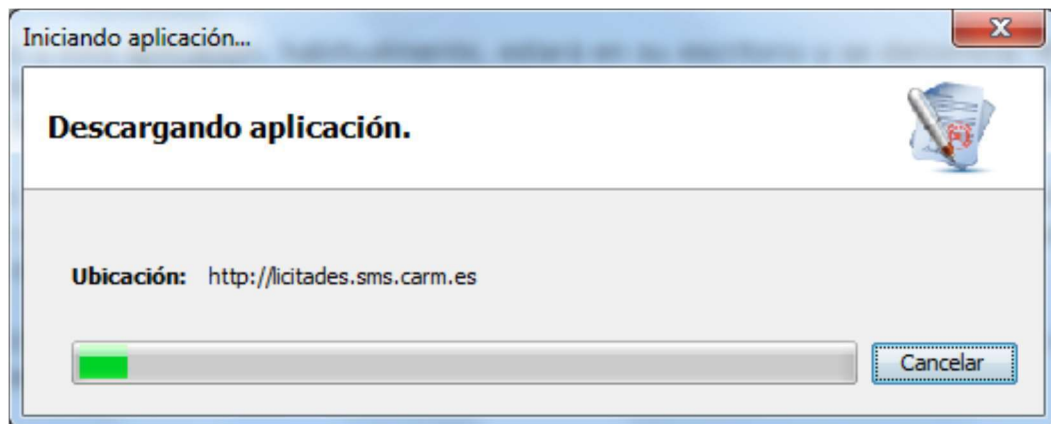 Iniciando aplicación...
Descargando aplicación.
Ubicación: http://licitades.sms.carm.es
Cancelar